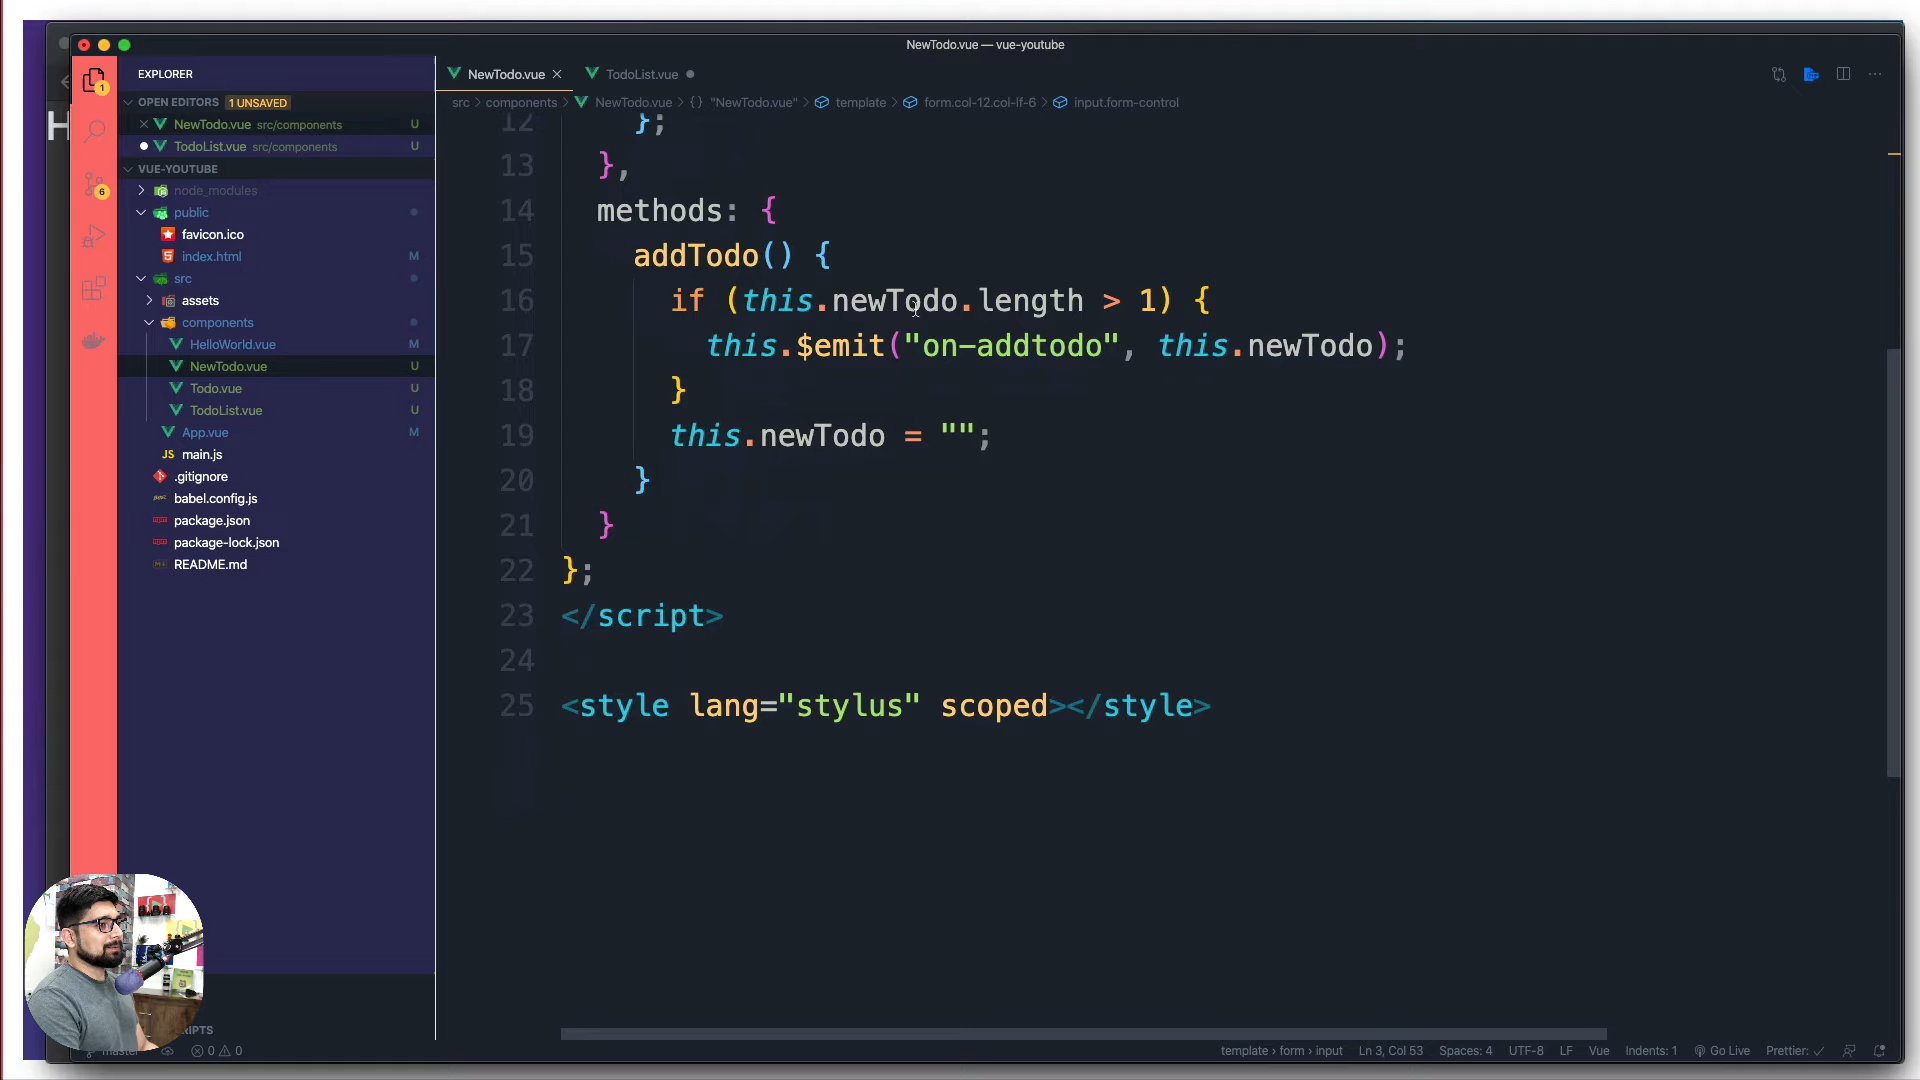 NewTodo.vue — vue-youtube
EXPLORER
OPEN EDITORS 1 UNSAVED
NewTodo.vue src/components U
TodoList.vue src/components U
VUE-YOUTUBE
node_modules
public
favicon.ico
index.html M
src
assets
components
HelloWorld.vue M
NewTodo.vue U
Todo.vue U
TodoList.vue U
App.vue M
JS main.js
.gitignore
babel.config.js
package.json
package-lock.json
README.md
1
6
H
NewTodo.vue
TodoList.vue
src > components > NewTodo.vue > {} "NewTodo.vue" > template > form.col-12.col-lf-6 > input.form-control
12 };
13 },
14 methods: {
15 addTodo() {
16 if (this.newTodo.length > 1) {
17 this.$emit("on-addtodo", this.newTodo);
18 }
19 this.newTodo = "";
20 }
21 }
22 };
23 </script>
24
25 <style lang="stylus" scoped></style>
RIPTS
master 0 0
template > form > input Ln 3, Col 53 Spaces: 4 UTF-8 LF Vue Indents: 1 Go Live Prettier: ✓